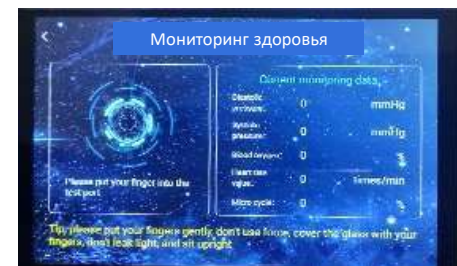 Мониторинг здоровья
Current monitoring data
Diastolic
pressure: 0 mmHg
Systolic
pressure: 0 mmHg
Blood oxygen: 0 %
Heart rate
value: 0 Times/min
Micro cycle: 0
Please put your finger into the
test port
Tip, please put your fingers gently, don't use force, cover the glass with your
fingers, don't leak light, and sit upright